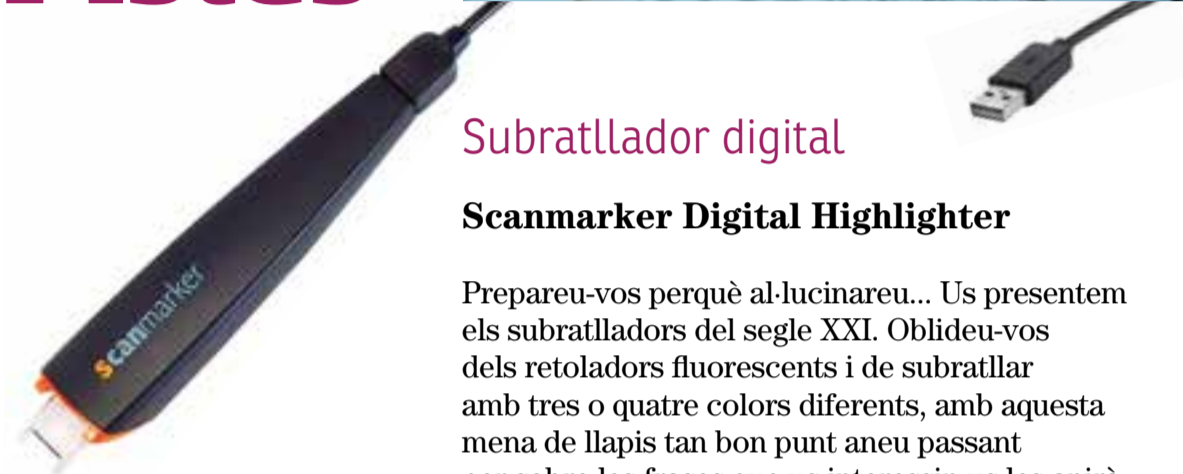 scanmarker
Subratllador digital
Scanmarker Digital Highlighter
Prepareu-vos perquè al·lucinareu... Us presentem
els subratlladors del segle XXI. Oblideu-vos
dels retoladors fluorescents i de subratllar
amb tres o quatre colors diferents, amb aquesta
mena de llapis tan bon punt aneu passant